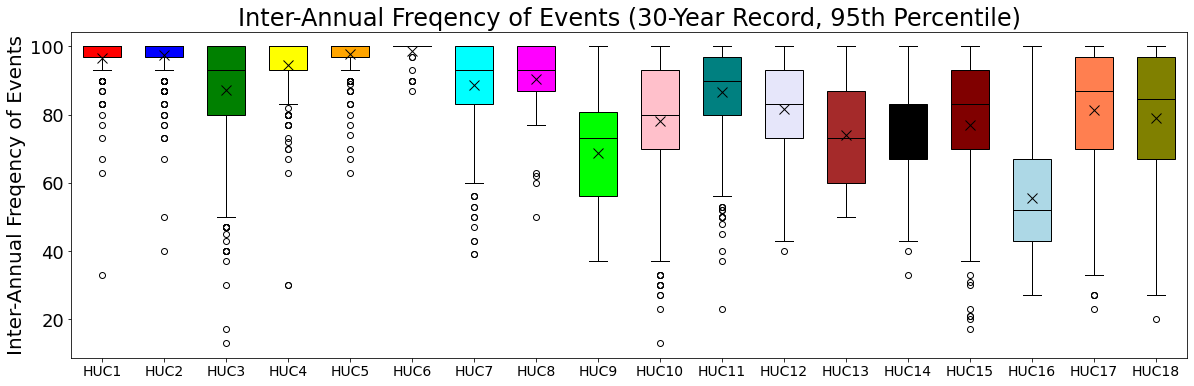 Inter-Annual Freqency of Events (30-Year Record, 95th Percentile)
Inter-Annual Freqency of Events
100
80
60
40
20
HUC1 HUC2 HUC3 HUC4 HUC5 HUC6 HUC7 HUC8 HUC9 HUC10 HUC11 HUC12 HUC13 HUC14 HUC15 HUC16 HUC17 HUC18